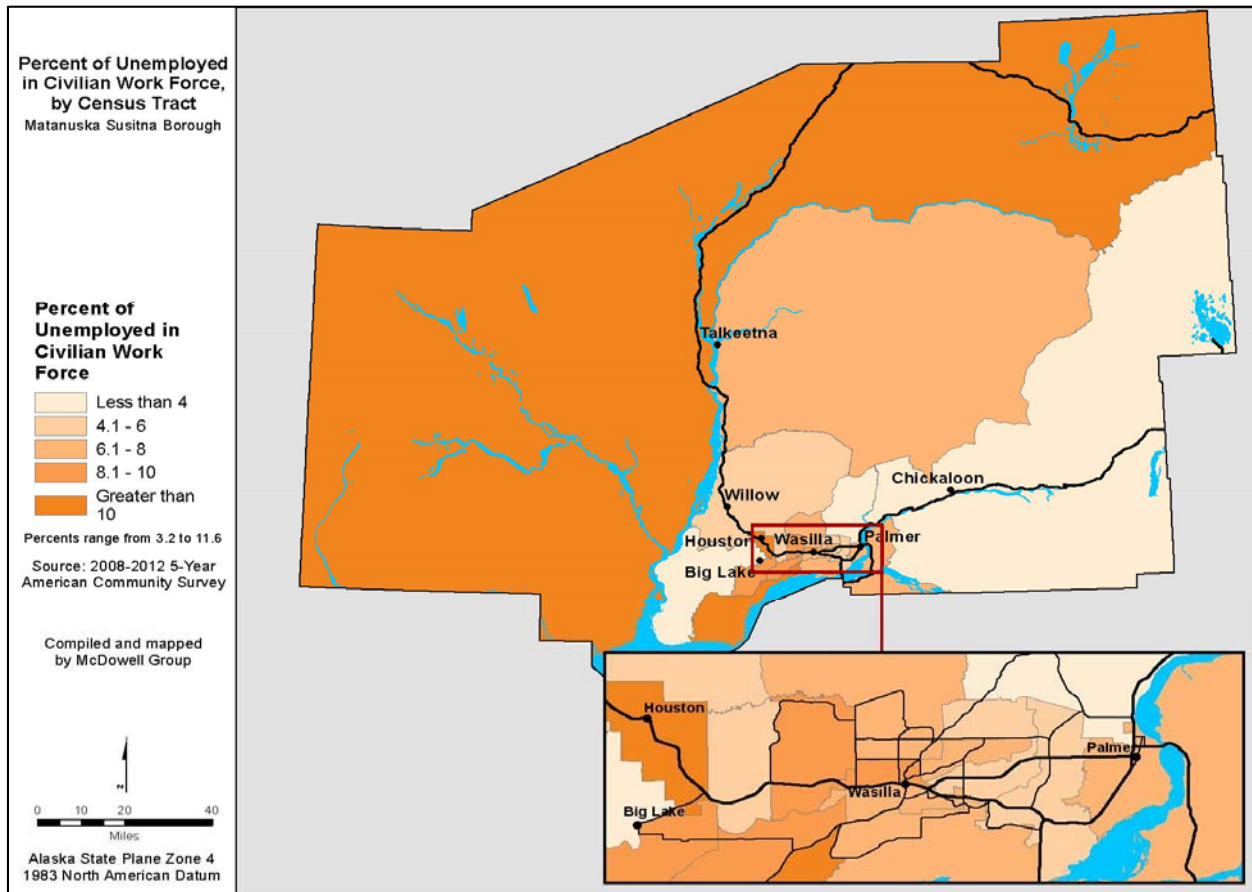 Percent of Unemployed
in Civilian Work Force,
by Census Tract
Matanuska Susitna Borough
Percent of
Unemployed in
Civilian Work
Force
Less than 4
4.1 - 6
6.1 - 8
8.1 - 10
Greater than
10
Percents range from 3.2 to 11.6
Source: 2008-2012 5-Year
American Community Survey
Compiled and mapped
by McDowell Group
z
0 10 20 40
Miles
Alaska State Plane Zone 4
1983 North American Datum
Talkeetna
Chickaloon
Willow
Houston
Wasilla
Palmer
Big Lake
Houston
Palme
Wasilla
Big Lake